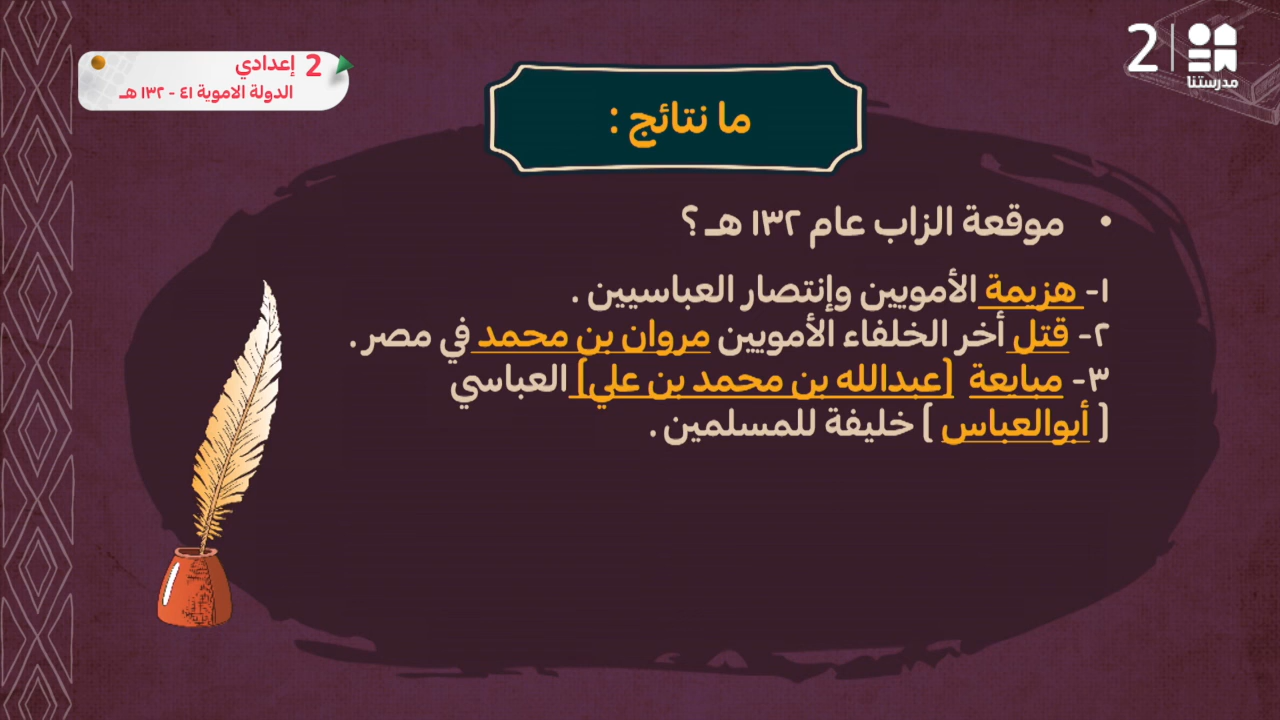 2 | مدرستنا
2 إعدادي
الدولة الاموية ٤١ - ١٣٢ هـ
ما نتائج :
• موقعة الزاب عام ١٣٢ هـ ؟
١- هزيمة الأمويين وإنتصار العباسيين .
٢- قتل أخر الخلفاء الأمويين مروان بن محمد في مصر .
٣- مبايعة [عبدالله بن محمد بن علي] العباسي
[ أبوالعباس ] خليفة للمسلمين .